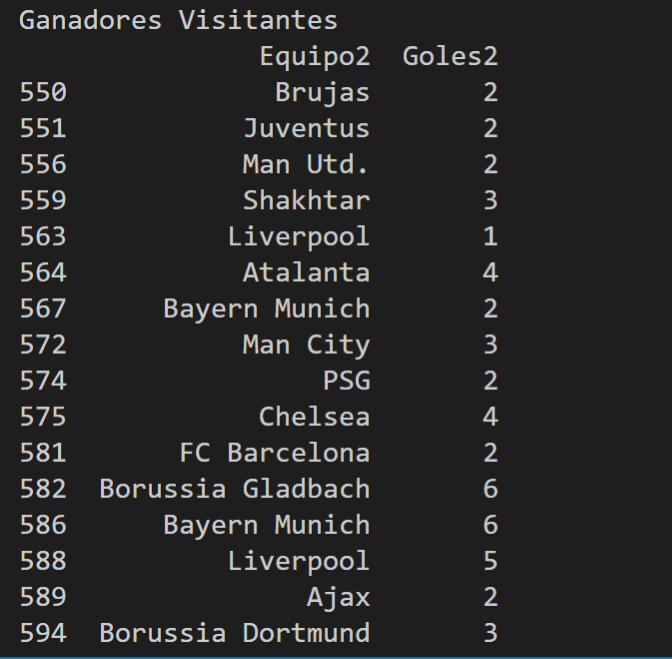 Ganadores Visitantes
Equipo2 Goles2
550 Brujas 2
551 Juventus 2
556 Man Utd. 2
559 Shakhtar 3
563 Liverpool 1
564 Atalanta 4
567 Bayern Munich 2
572 Man City 3
574 PSG 2
575 Chelsea 4
581 FC Barcelona 2
582 Borussia Gladbach 6
586 Bayern Munich 6
588 Liverpool 5
589 Ajax 2
594 Borussia Dortmund 3